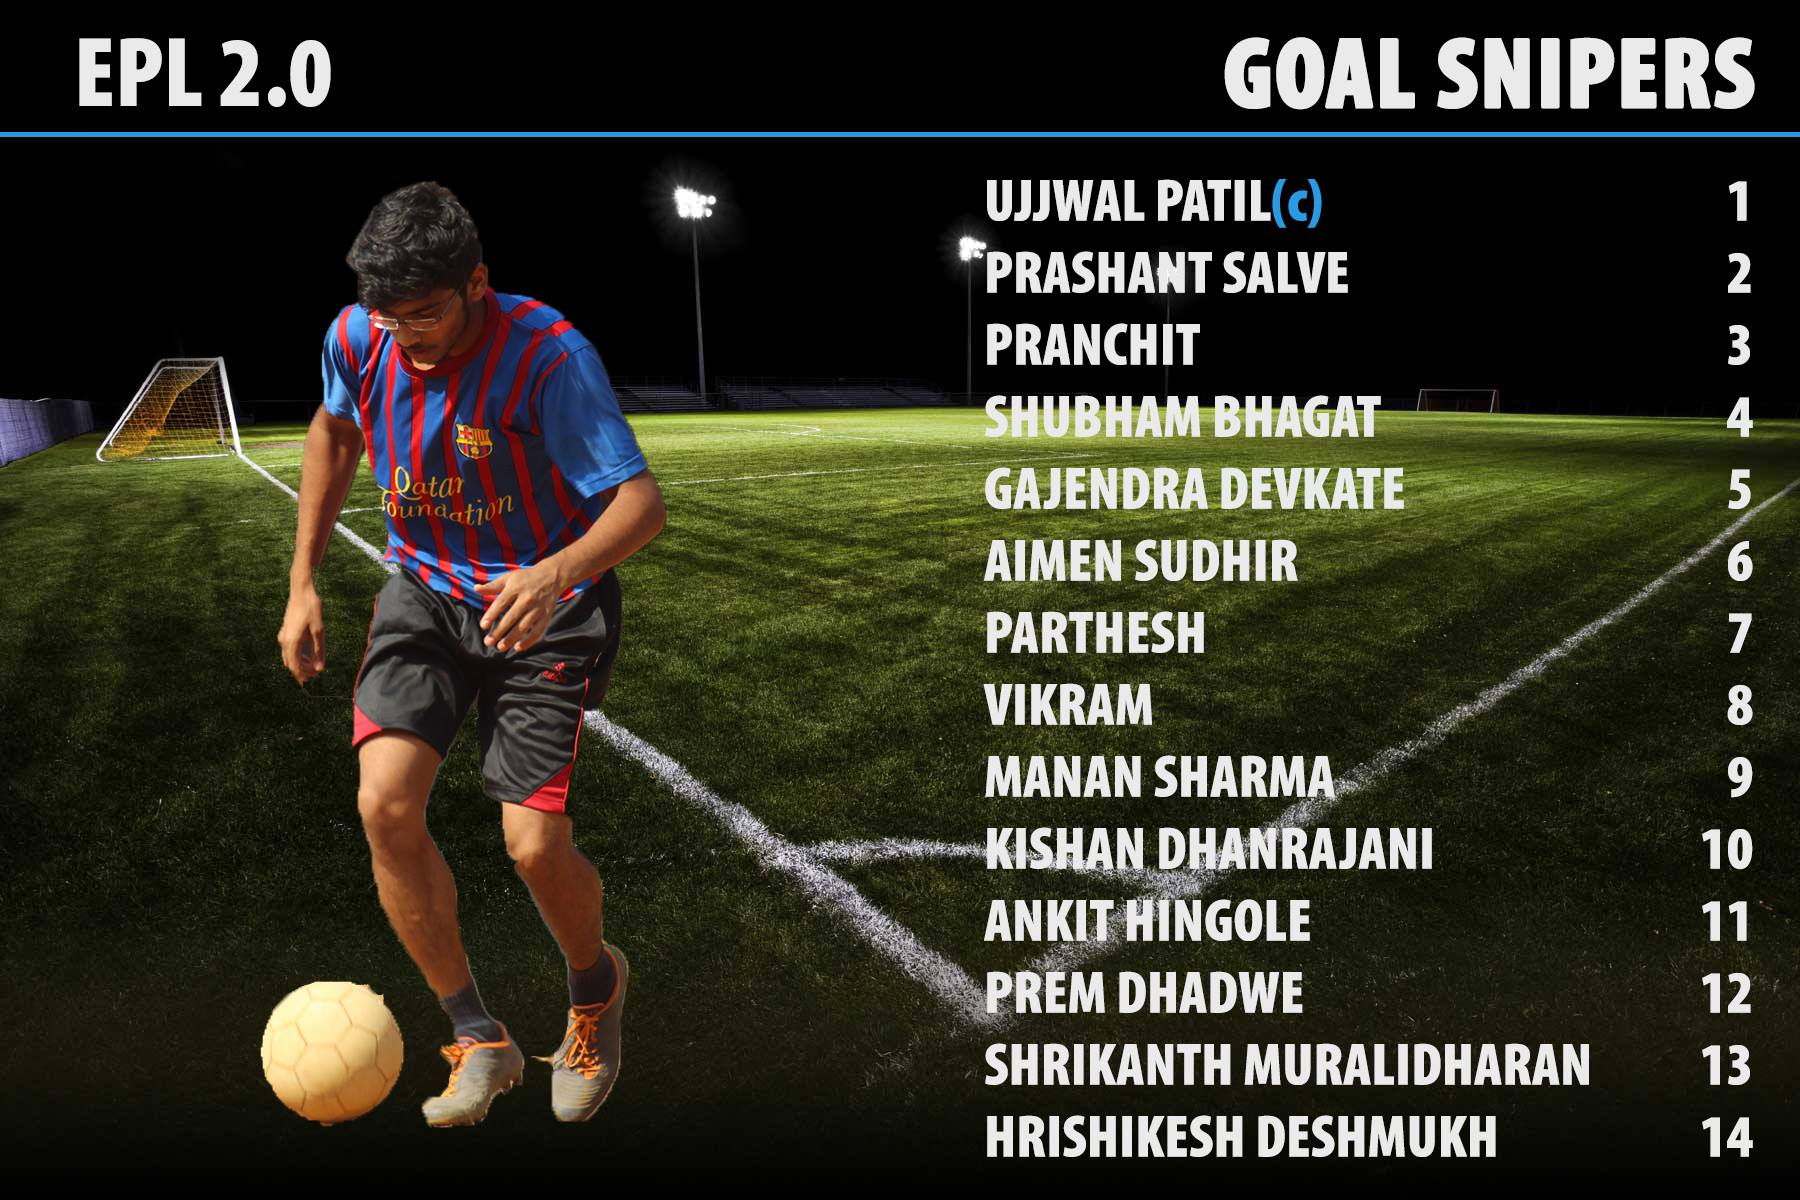 EPL 2.0
GOAL SNIPERS
UJJWAL PATIL(c) 1
PRASHANT SALVE 2
PRANCHIT 3
SHUBHAM BHAGAT 4
GAJENDRA DEVKATE 5
AIMEN SUDHIR 6
PARTHESH 7
VIKRAM 8
MANAN SHARMA 9
KISHAN DHANRAJANI 10
ANKIT HINGOLE 11
PREM DHADWE 12
SHRIKANTH MURALIDHARAN 13
HRISHIKESH DESHMUKH 14
Qatar
Foundation
adidas